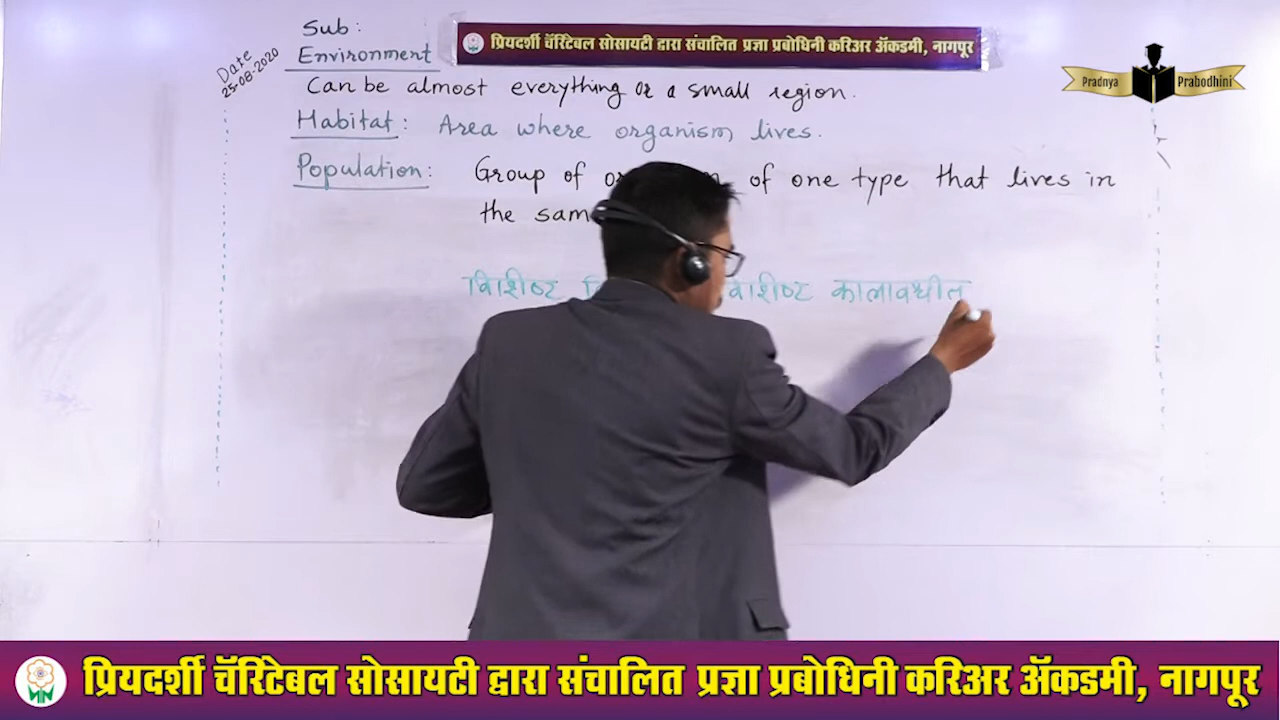 Date
25-08-2020
Sub:
Environment
प्रियदर्शी चॅरिटेबल सोसायटी द्वारा संचालित प्रज्ञा प्रबोधिनी करिअर ॲकडमी, नागपूर
Pradnya Prabodhini
Can be almost everything or a small region.
Habitat: Area where organism lives.
Population: Group of of one type that lives in
the sam
विशीष्ट विशीष्ट कालावधीत
प्रियदर्शी चॅरिटेबल सोसायटी द्वारा संचालित प्रज्ञा प्रबोधिनी करिअर ॲकडमी, नागपूर